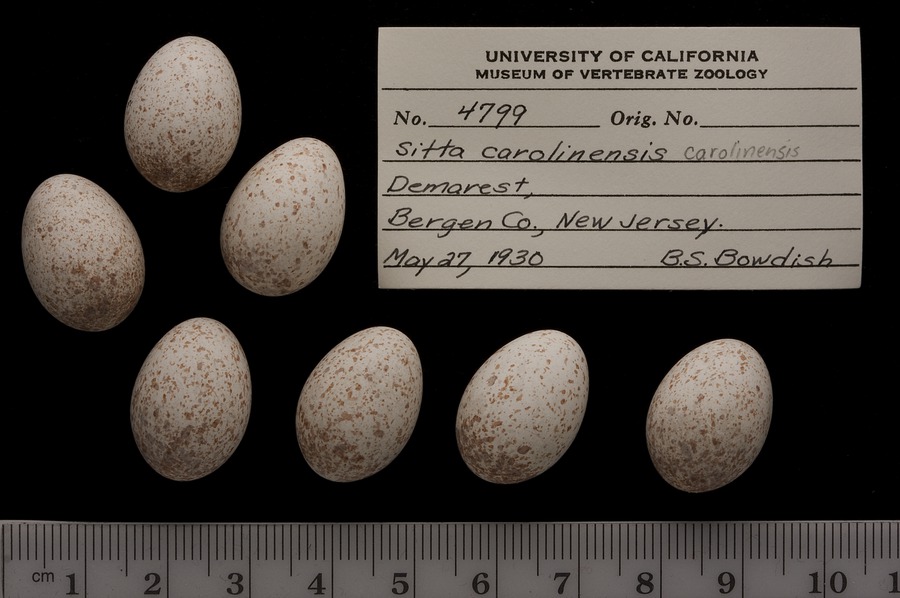 UNIVERSITY OF CALIFORNIA
MUSEUM OF VERTEBRATE ZOOLOGY
No. 4799 Orig. No.
Sitta carolinensis carolinensis
Demarest,
Bergen Co., New Jersey.
May 27, 1930 B.S. Bowdish
cm 1 2 3 4 5 6 7 8 9 10 1